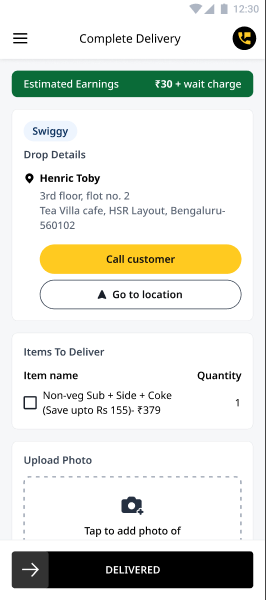 12:30
Complete Delivery
Estimated Earnings ₹30 + wait charge
Swiggy
Drop Details
Henric Toby
3rd floor, flot no. 2
Tea Villa cafe, HSR Layout, Bengaluru-
560102
Call customer
Go to location
Items To Deliver
Item name Quantity
Non-veg Sub + Side + Coke
(Save upto Rs 155)- ₹379 1
Upload Photo
Tap to add photo of
DELIVERED